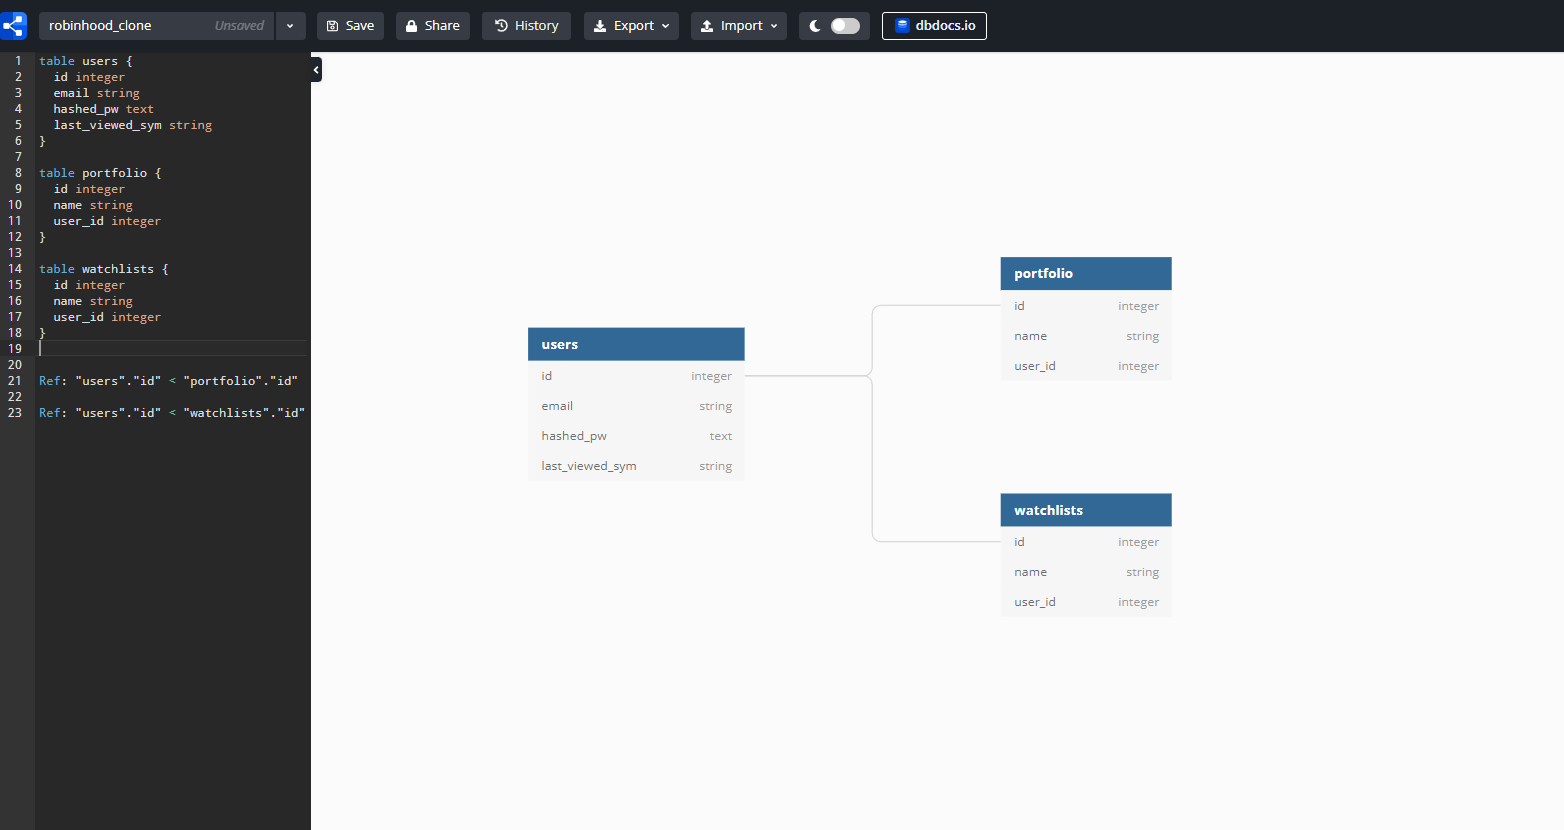 robinhood_clone Unsaved Save Share History Export Import dbdocs.io
1 table users {
2 id integer
3 email string
4 hashed_pw text
5 last_viewed_sym string
6 }
7
8 table portfolio {
9 id integer
10 name string
11 user_id integer
12 }
13
14 table watchlists {
15 id integer
16 name string
17 user_id integer
18 }
19
20
21 Ref: "users"."id" < "portfolio"."id"
22
23 Ref: "users"."id" < "watchlists"."id"
users
id integer
email string
hashed_pw text
last_viewed_sym string
portfolio
id integer
name string
user_id integer
watchlists
id integer
name string
user_id integer